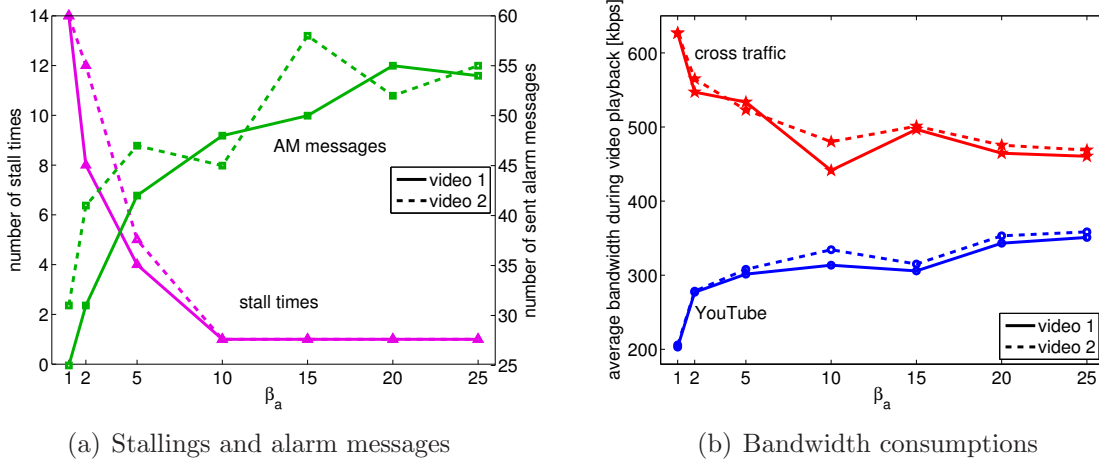 14
12
10
8
6
4
2
0
number of stall times
60
55
50
45
40
35
30
25
number of sent alarm messages
AM messages
video 1
video 2
stall times
1 2 5 10 15 20 25
βa
(a) Stallings and alarm messages
600
500
400
300
200
average bandwidth during video playback [kbps]
cross traffic
YouTube
video 1
video 2
1 2 5 10 15 20 25
βa
(b) Bandwidth consumptions